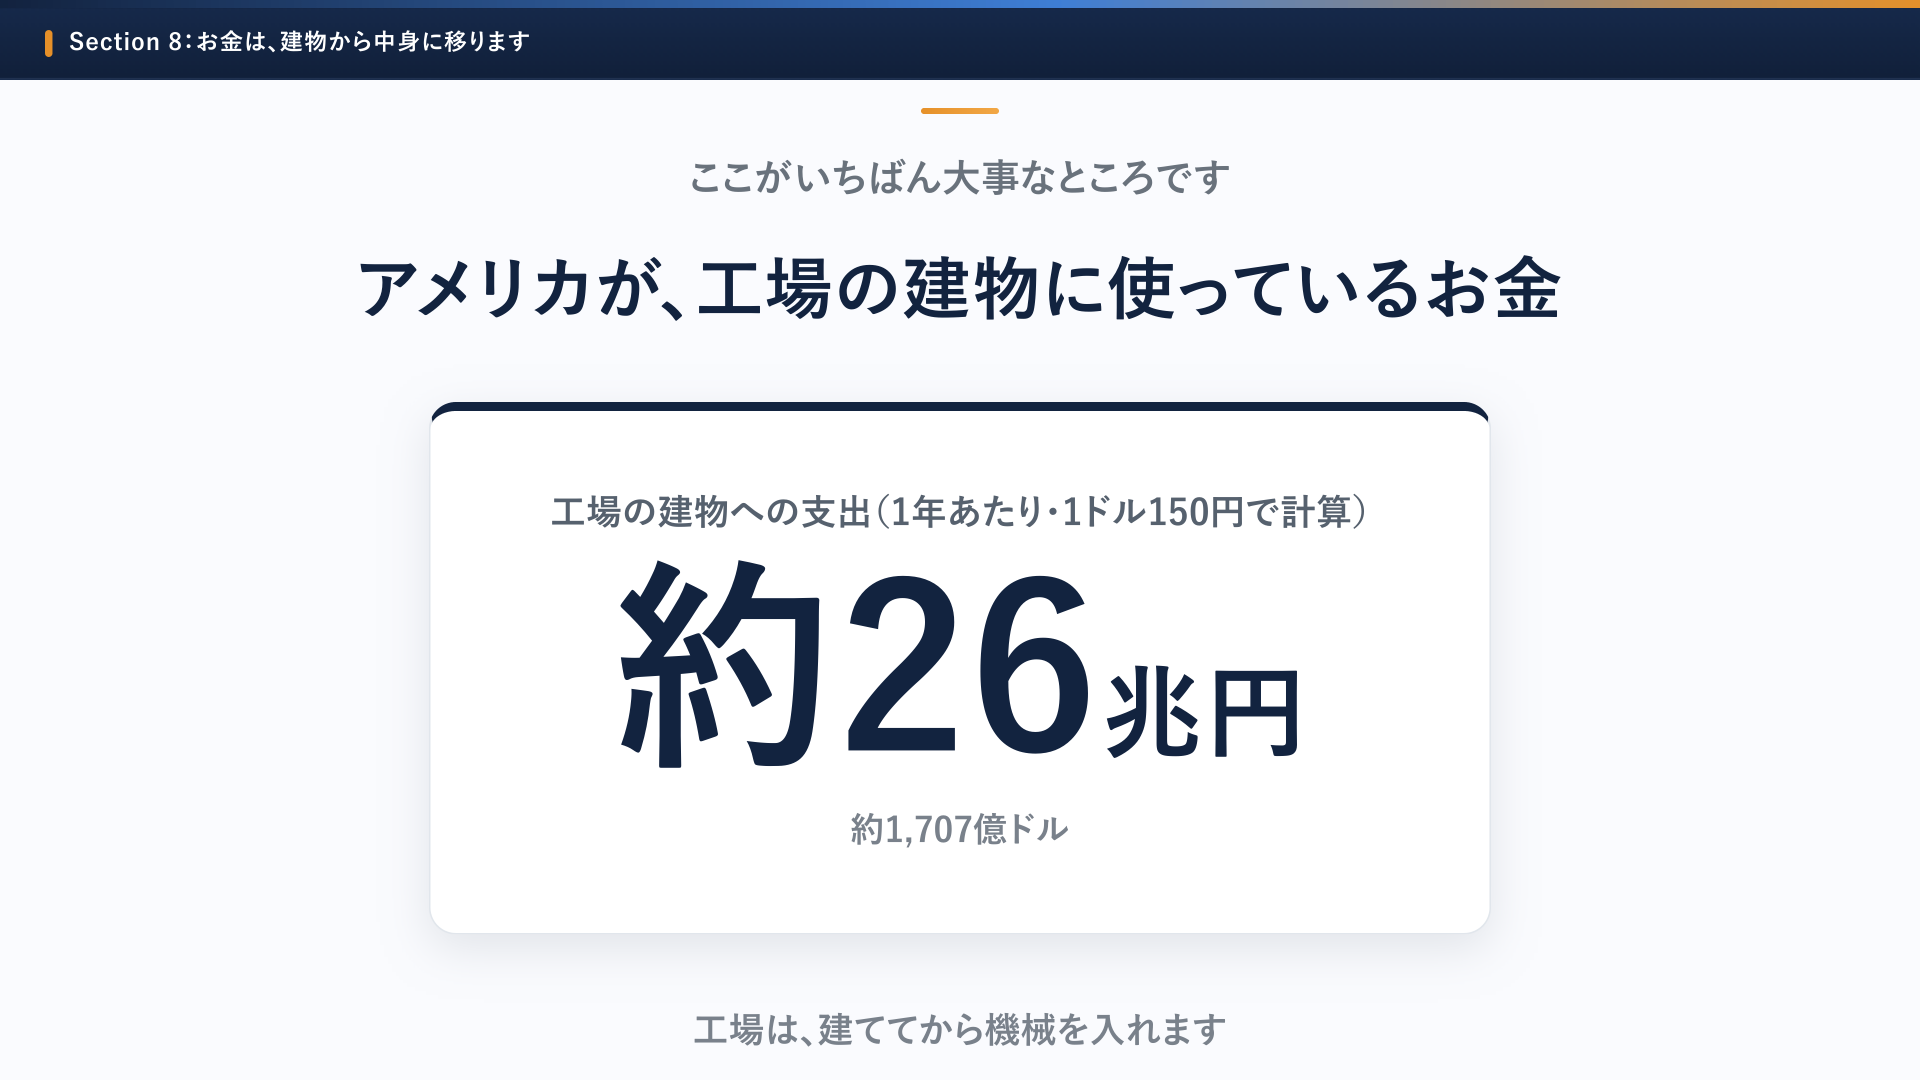 Section 8：お金は、建物から中身に移ります
ここがいちばん大事なところです
アメリカが、工場の建物に使っているお金
工場の建物への支出（1年あたり・1ドル150円で計算）
約26兆円
約1,707億ドル
工場は、建ててから機械を入れます